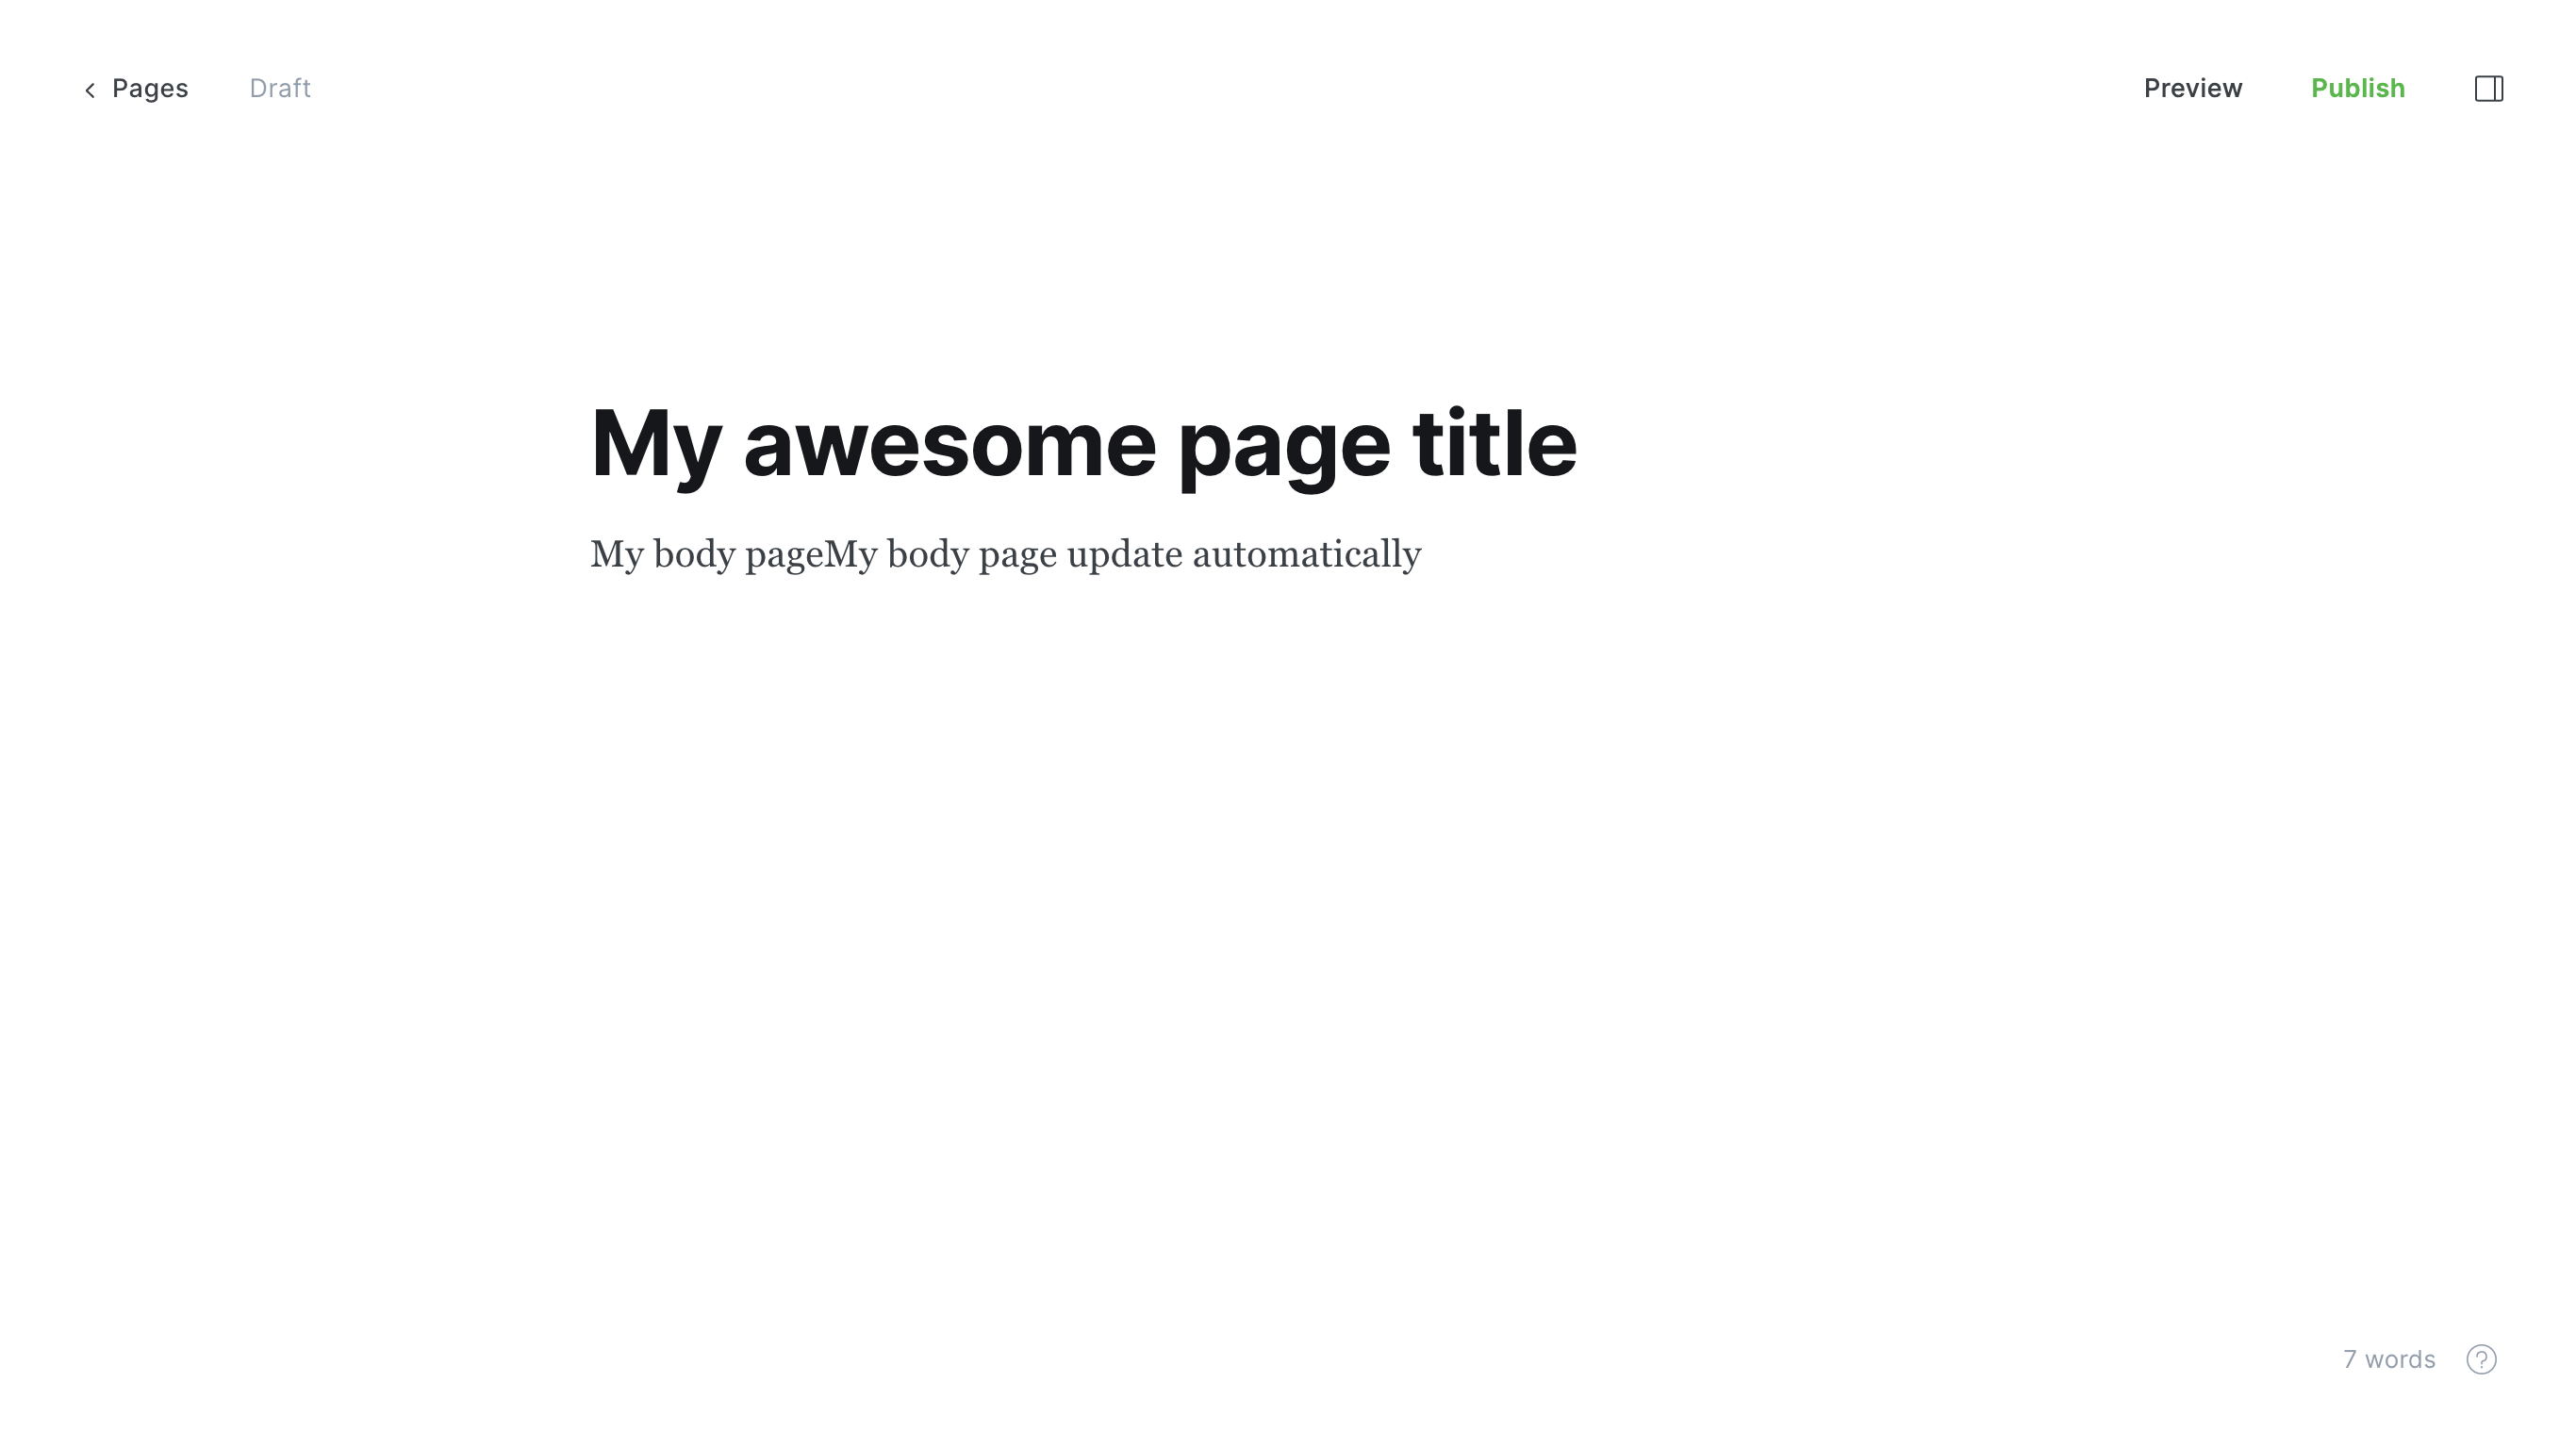 Pages Draft Preview Publish
My awesome page title
My body pageMy body page update automatically
7 words ?